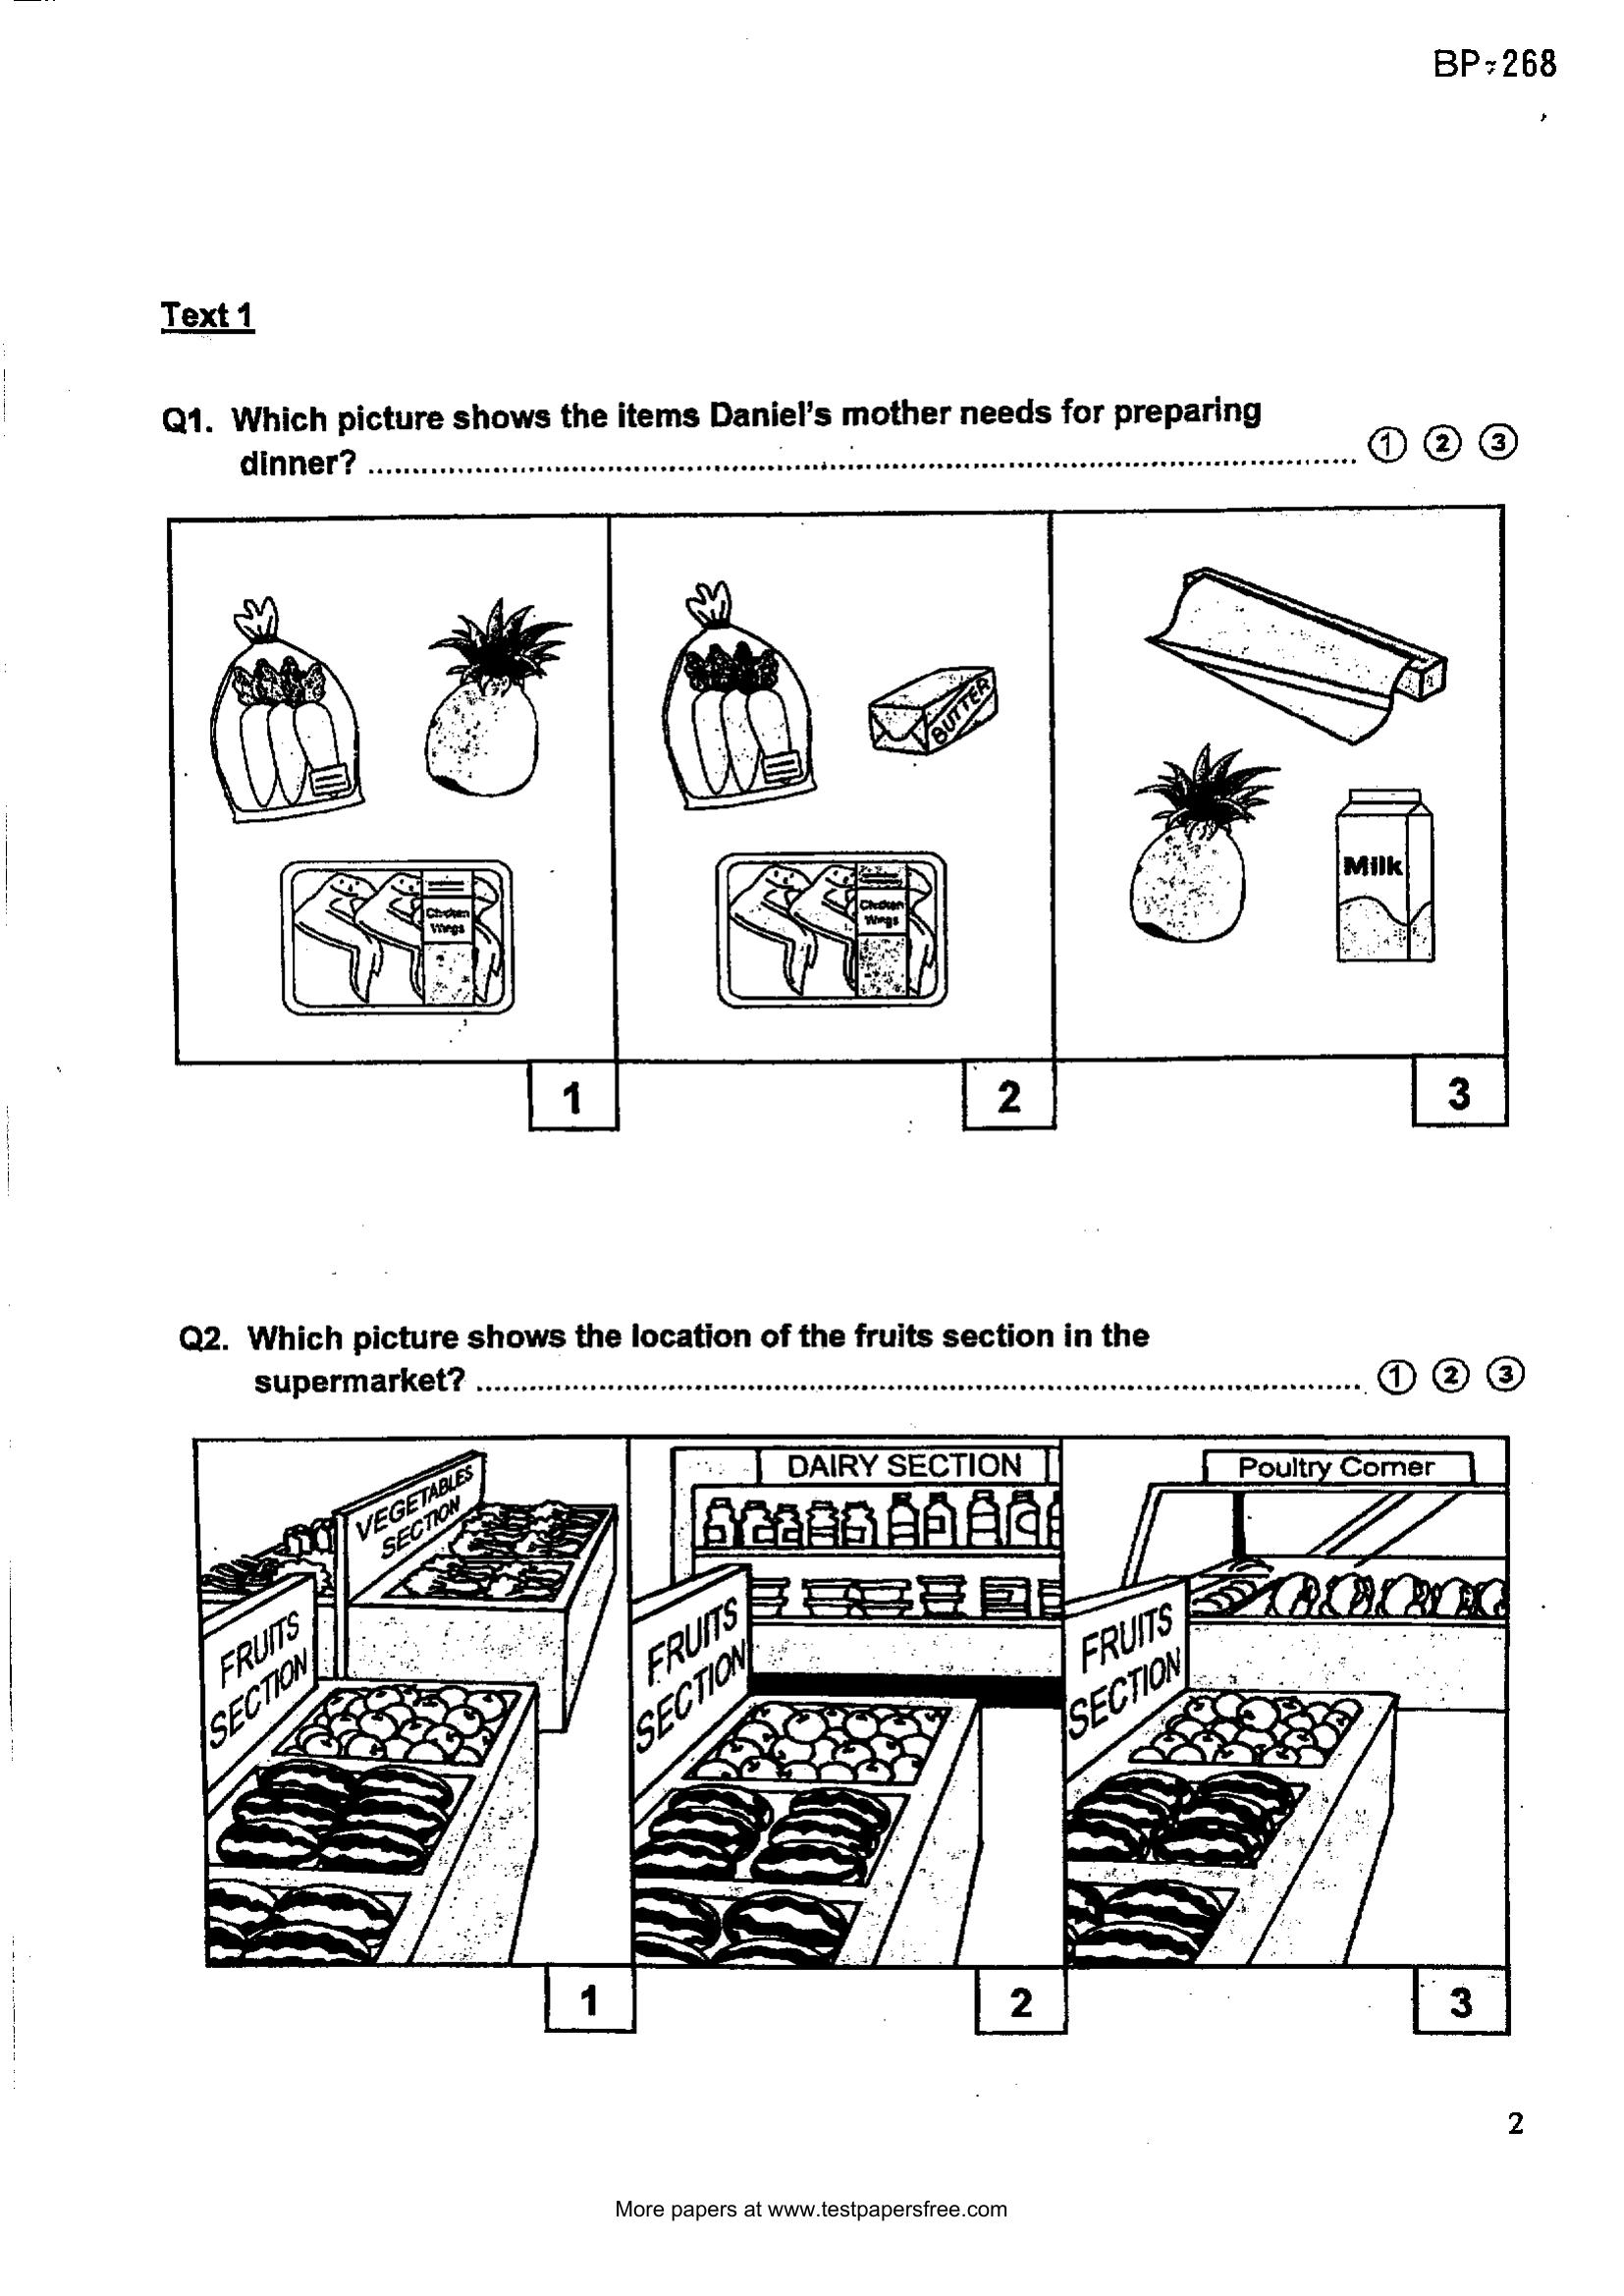 BP-268
Text 1
Q1. Which picture shows the items Daniel's mother needs for preparing
dinner? ① ② ③
BUTTER
Milk
Chicken
Wings
Chicken
Wings
1
2
3
Q2. Which picture shows the location of the fruits section in the
supermarket? ① ② ③
VEGETABLES
SECTION
FRUITS
SECTION
DAIRY SECTION
FRUITS
SECTION
Poultry Corner
FRUITS
SECTION
1
2
3
2
More papers at www.testpapersfree.com